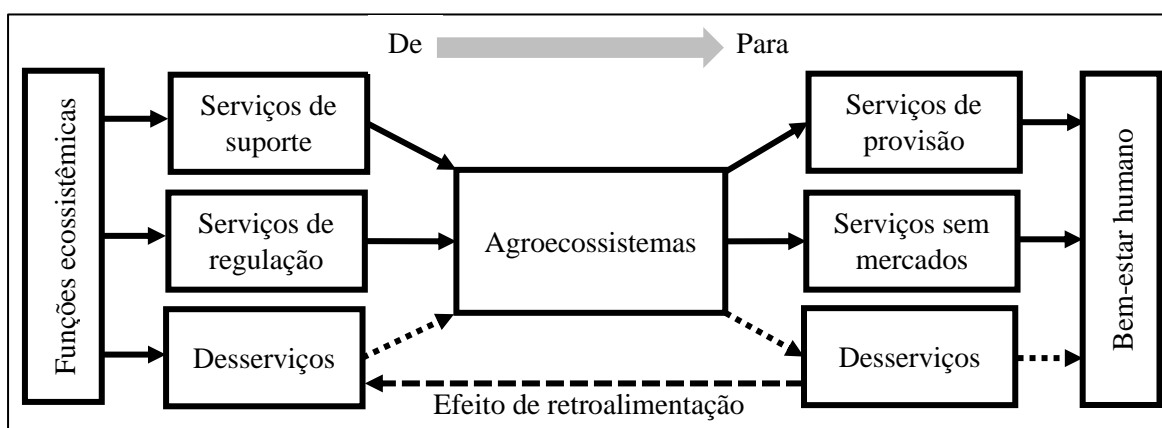 De
Para
Funções ecossistêmicas
Serviços de
suporte
Serviços de
regulação
Desserviços
Agroecossistemas
Serviços de
provisão
Serviços sem
mercados
Desserviços
Bem-estar humano
Efeito de retroalimentação